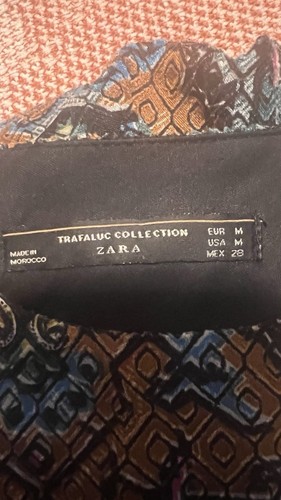 TRAFALUC COLLECTION
ZARA
MADE IN
MOROCCO
EUR M
USA M
MEX 28